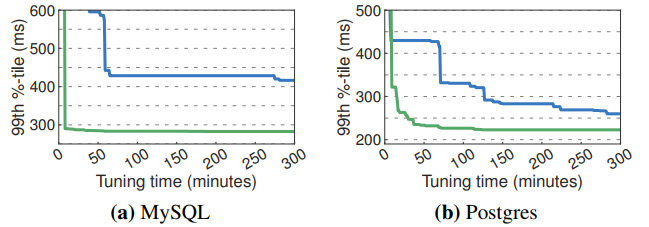 99th %-tile (ms)
600
500
400
300
0 50 100 150 200 250 300
Tuning time (minutes)
(a) MySQL
99th %-tile (ms)
500
400
300
200
0 50 100 150 200 250 300
Tuning time (minutes)
(b) Postgres